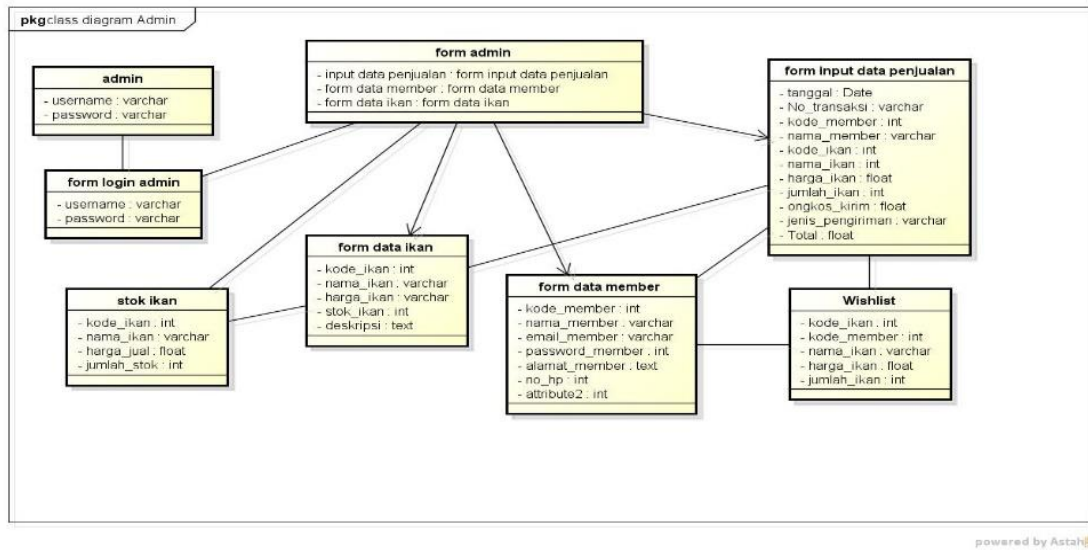 pkg class diagram Admin
admin
- username : varchar
- password : varchar
form login admin
- username : varchar
- password : varchar
form admin
- input data penjualan : form input data penjualan
- form data member : form data member
- form data ikan : form data ikan
form input data penjualan
- tanggal : Date
- No_transaksi : varchar
- kode_member : int
- nama_member : varchar
- kode_ikan : int
- nama_ikan : int
- harga_ikan : float
- jumlah_ikan : int
- ongkos_kirim : float
- jenis_pengiriman : varchar
- Total : float
form data ikan
- kode_ikan : int
- nama_ikan : varchar
- harga_ikan : varchar
- stok_ikan : int
- deskripsi : text
stok ikan
- kode_ikan : int
- nama_ikan : varchar
- harga_jual : float
- jumlah_stok : int
form data member
- kode_member : int
- nama_member : varchar
- email_member : varchar
- password_member : int
- alamat_member : text
- no_hp : int
- attribute2 : int
Wishlist
- kode_ikan : int
- kode_member : int
- nama_ikan : varchar
- harga_ikan : float
- jumlah_ikan : int
powered by Astah